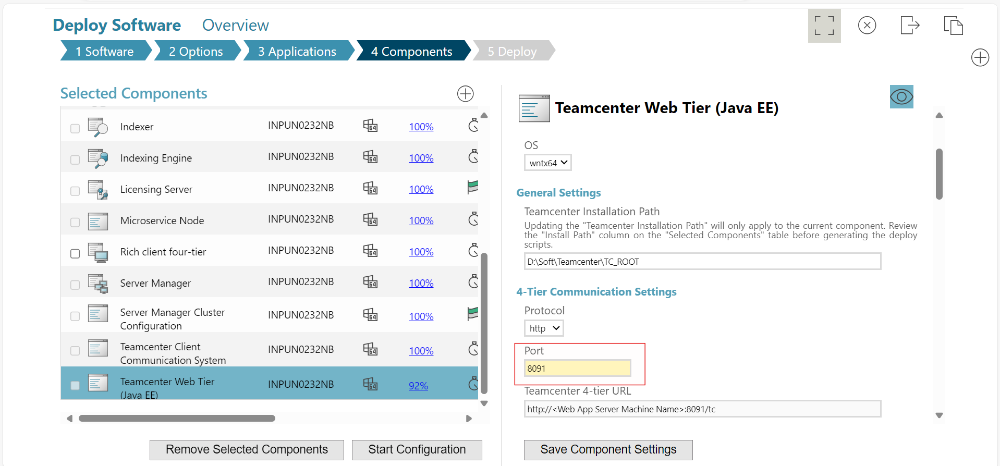 Deploy Software Overview
1 Software 2 Options 3 Applications 4 Components 5 Deploy
Selected Components
Indexer INPUN0232NB 64 100%
Indexing Engine INPUN0232NB 64 100%
Licensing Server INPUN0232NB 64 100%
Microservice Node INPUN0232NB 64 100%
Rich client four-tier INPUN0232NB 64 100%
Server Manager INPUN0232NB 64 100%
Server Manager Cluster
Configuration INPUN0232NB 64 100%
Teamcenter Client
Communication System INPUN0232NB 64 100%
Teamcenter Web Tier
(Java EE) INPUN0232NB 64 92%
Remove Selected Components Start Configuration
Teamcenter Web Tier (Java EE)
OS
wntx64
General Settings
Teamcenter Installation Path
Updating the "Teamcenter Installation Path" will only apply to the current component. Review
the "Install Path" column on the "Selected Components" table before generating the deploy
scripts.
D:\Soft\Teamcenter\TC_ROOT
4-Tier Communication Settings
Protocol
http
Port
8091
Teamcenter 4-tier URL
http://<Web App Server Machine Name>:8091/tc
Save Component Settings